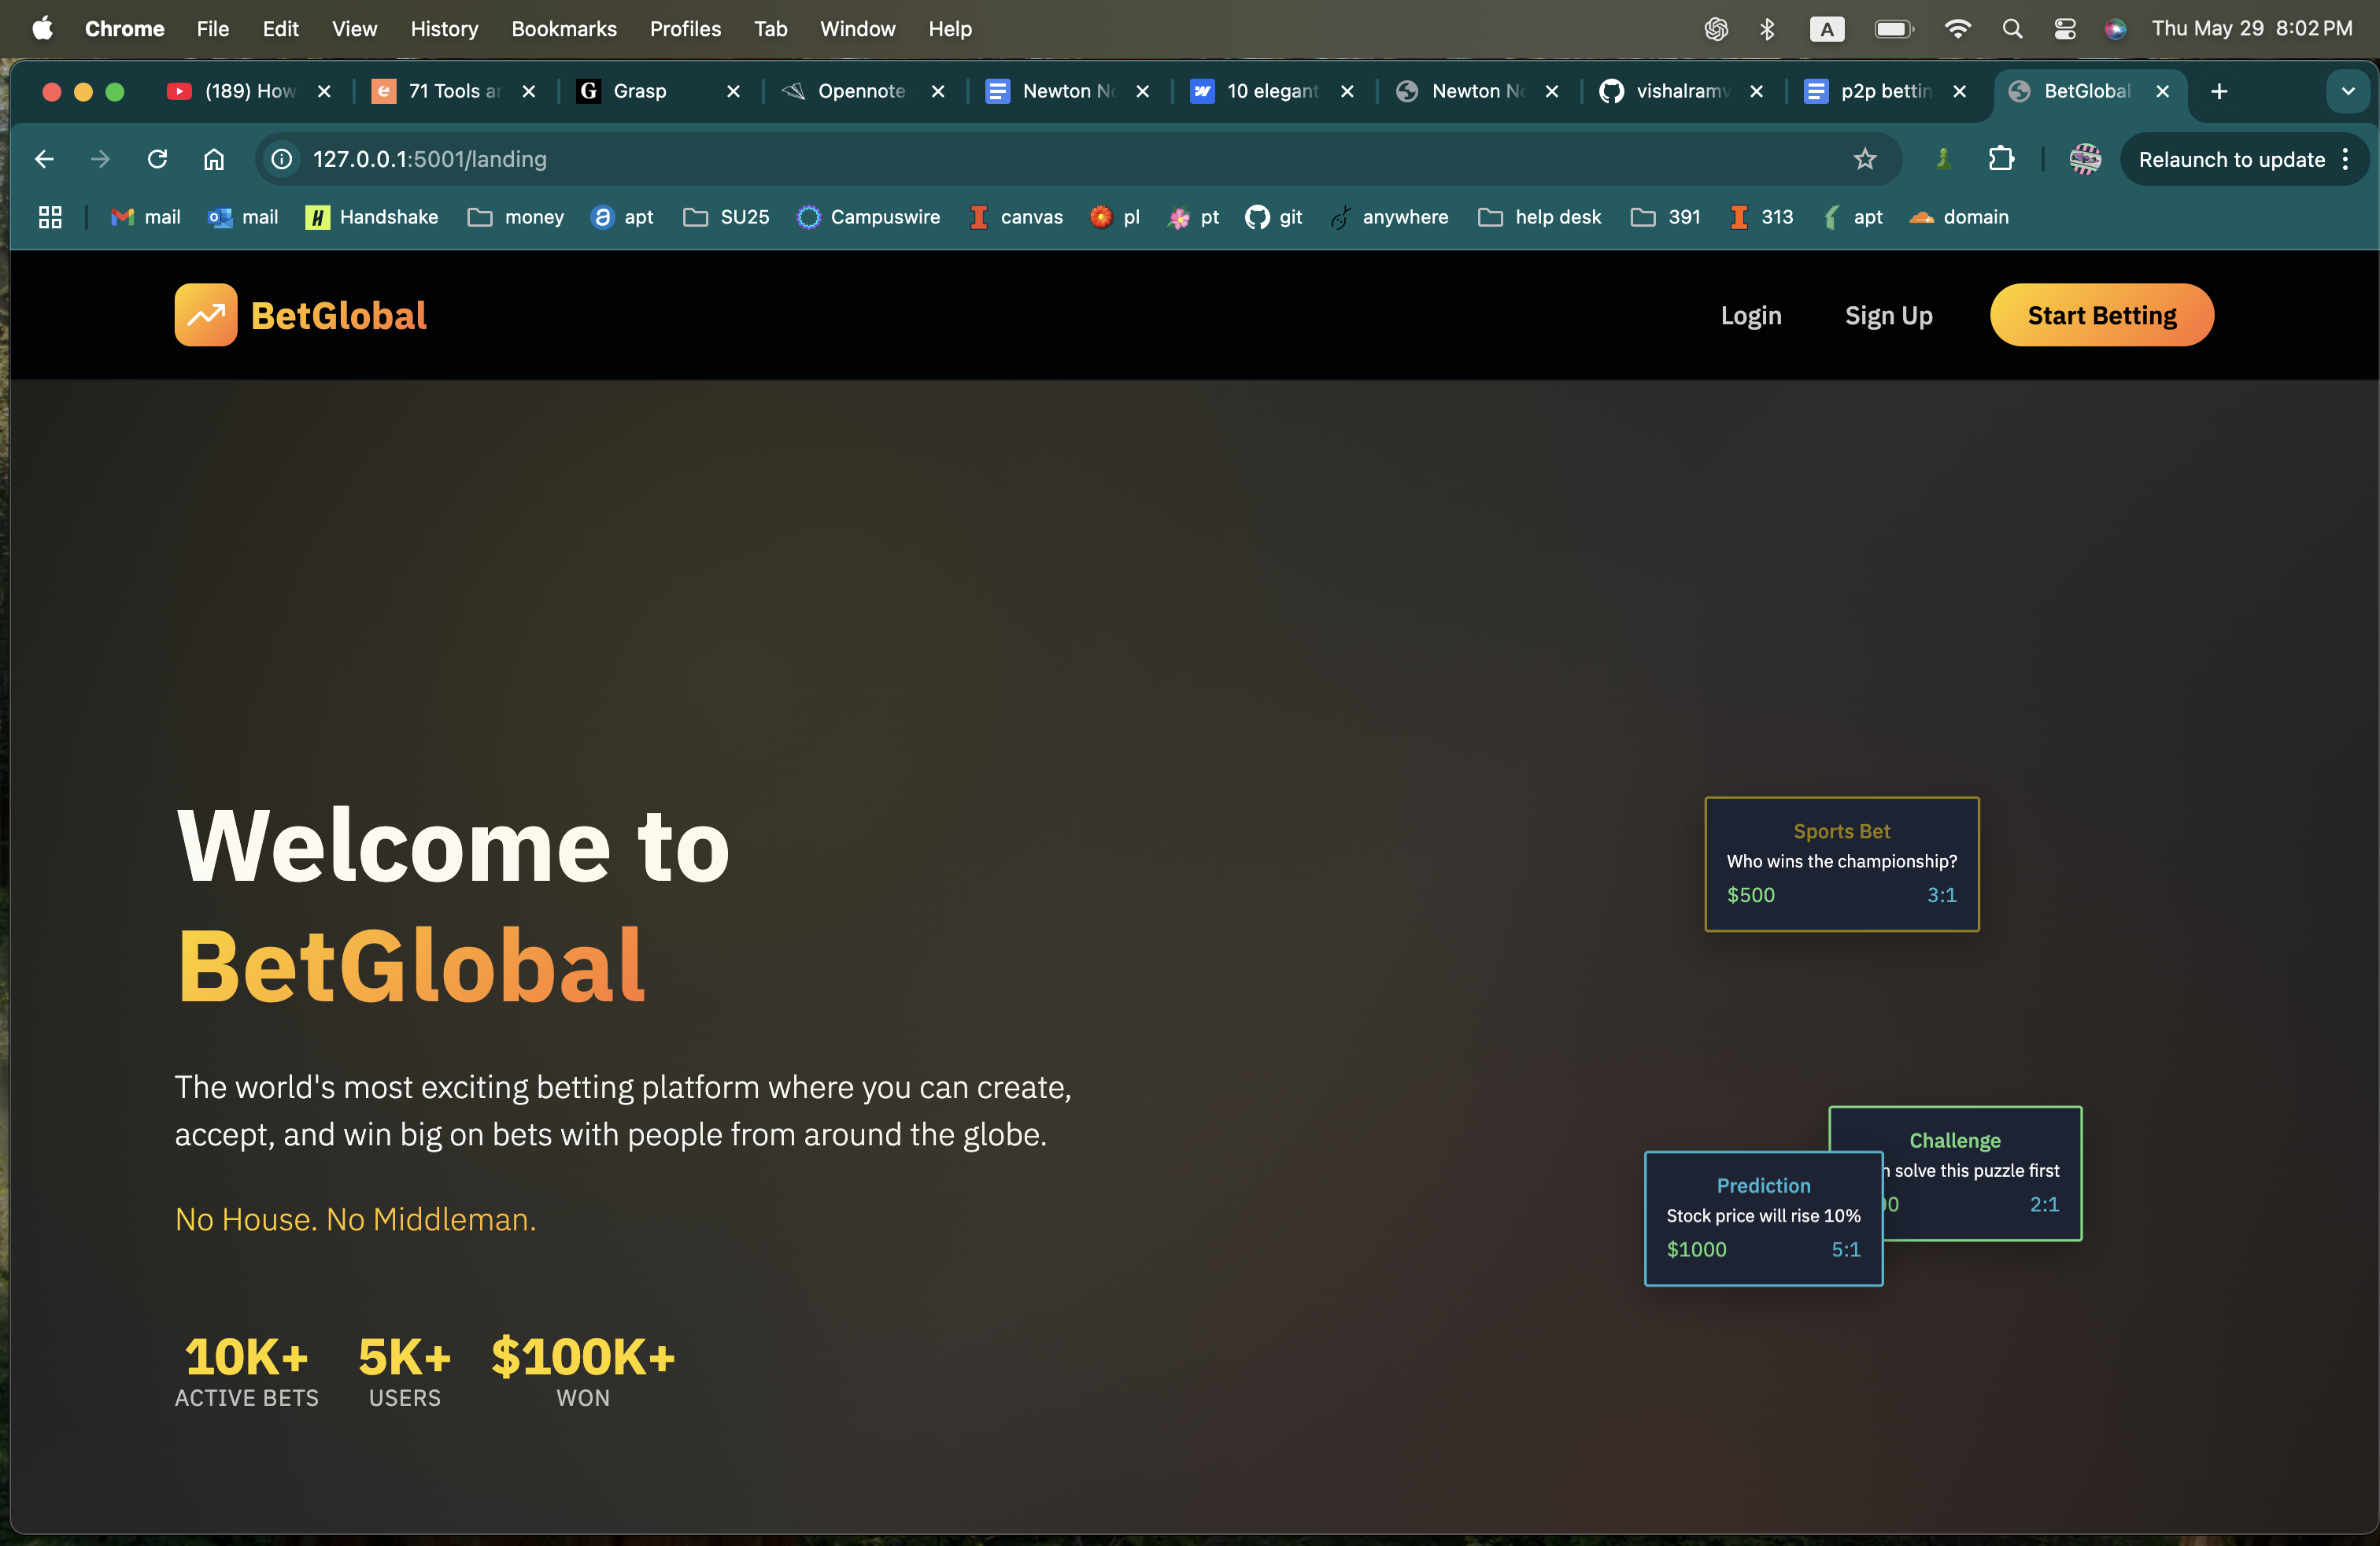 Chrome File Edit View History Bookmarks Profiles Tab Window Help A Thu May 29 8:02 PM
(189) How 71 Tools ar G Grasp Opennote Newton No 10 elegant Newton No vishalramv p2p bettin BetGlobal
127.0.0.1:5001/landing Relaunch to update
mail mail Handshake money apt SU25 Campuswire canvas pl pt git anywhere help desk 391 313 apt domain
BetGlobal Login Sign Up Start Betting
Welcome to
BetGlobal
The world's most exciting betting platform where you can create,
accept, and win big on bets with people from around the globe.
No House. No Middleman.
10K+ 5K+ $100K+
ACTIVE BETS USERS WON
Sports Bet
Who wins the championship?
$500 3:1
Challenge
solve this puzzle first
2:1
Prediction
Stock price will rise 10%
$1000 5:1